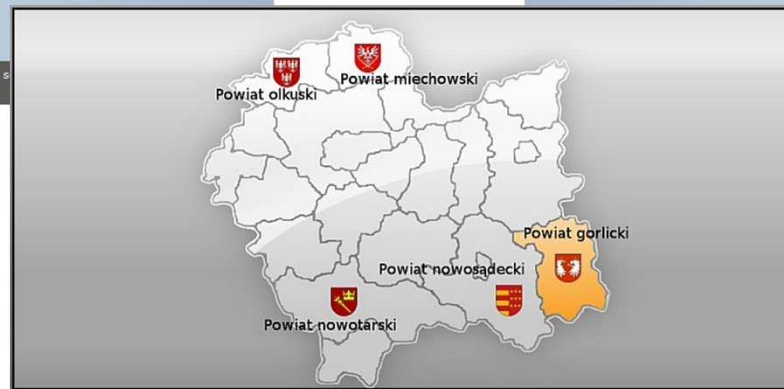 Powiat miechowski
Powiat olkuski
Powiat gorlicki
Powiat nowosądecki
Powiat nowotarski